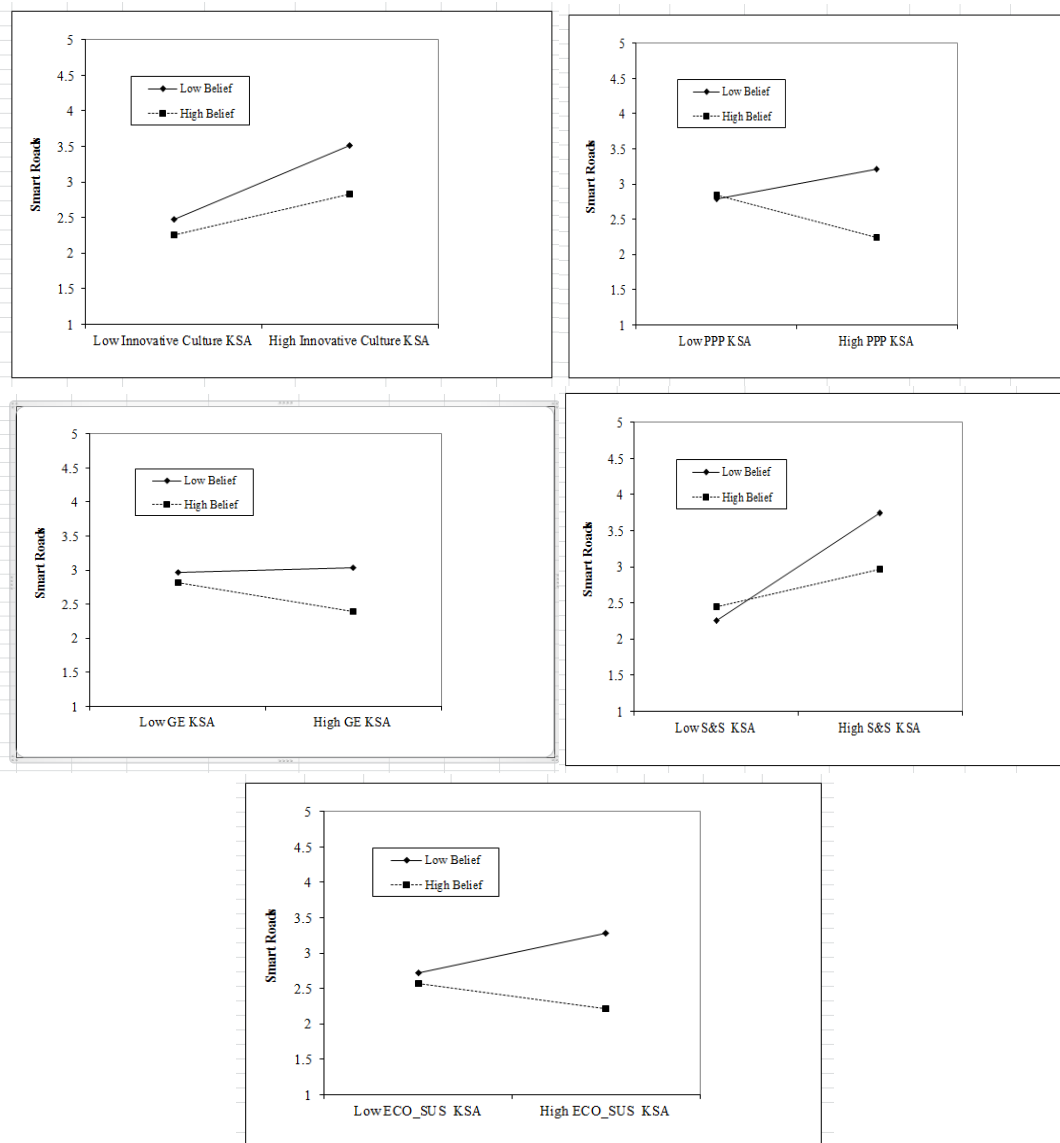 5
4.5
4
3.5
3
2.5
2
1.5
1
Smart Roads
Low Belief
High Belief
Low Innovative Culture KSA High Innovative Culture KSA
5
4.5
4
3.5
3
2.5
2
1.5
1
Smart Roads
Low Belief
High Belief
Low PPP KSA High PPP KSA
5
4.5
4
3.5
3
2.5
2
1.5
1
Smart Roads
Low Belief
High Belief
Low GE KSA High GE KSA
5
4.5
4
3.5
3
2.5
2
1.5
1
Smart Roads
Low Belief
High Belief
Low S&S KSA High S&S KSA
5
4.5
4
3.5
3
2.5
2
1.5
1
Smart Roads
Low Belief
High Belief
Low ECO_SUS KSA High ECO_SUS KSA